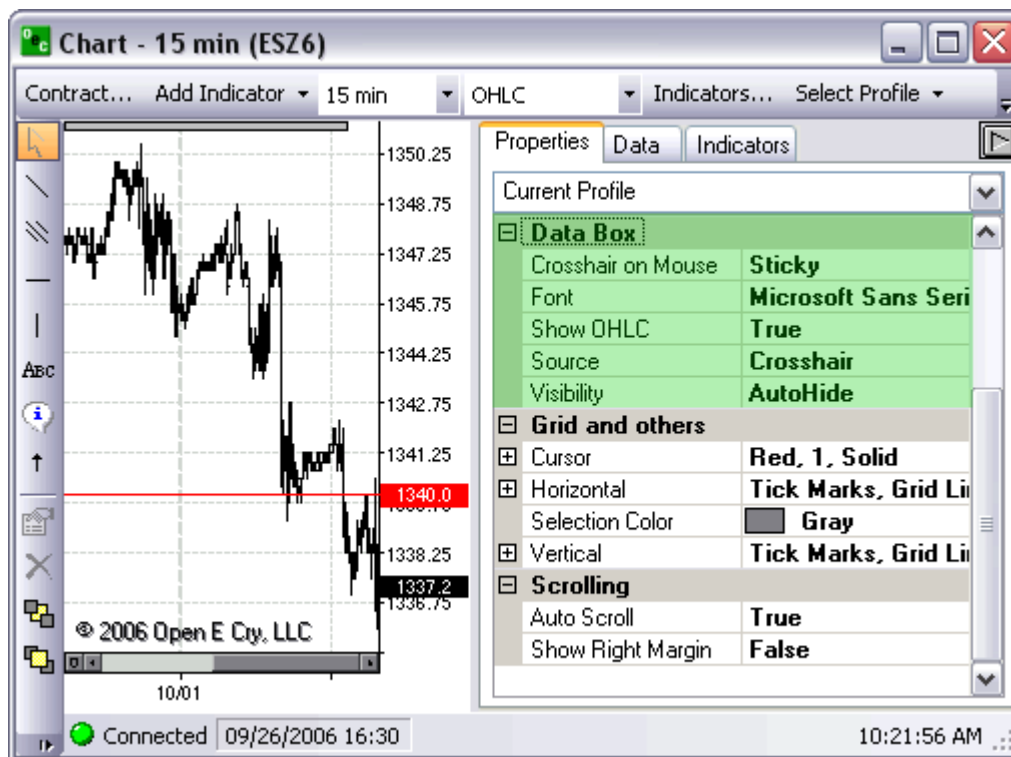 Chart - 15 min (ESZ6)
Contract... Add Indicator 15 min OHLC Indicators... Select Profile
Properties Data Indicators
Current Profile
Data Box
Crosshair on Mouse Sticky
Font Microsoft Sans Seri
Show OHLC True
Source Crosshair
Visibility AutoHide
Grid and others
Cursor Red, 1, Solid
Horizontal Tick Marks, Grid Li
Selection Color Gray
Vertical Tick Marks, Grid Li
Scrolling
Auto Scroll True
Show Right Margin False
ABC
1350.25
1348.75
1347.25
1345.75
1344.25
1342.75
1341.25
1340.0
1338.25
1337.2
1336.75
© 2006 Open E Cry, LLC
10/01
Connected 09/26/2006 16:30 10:21:56 AM